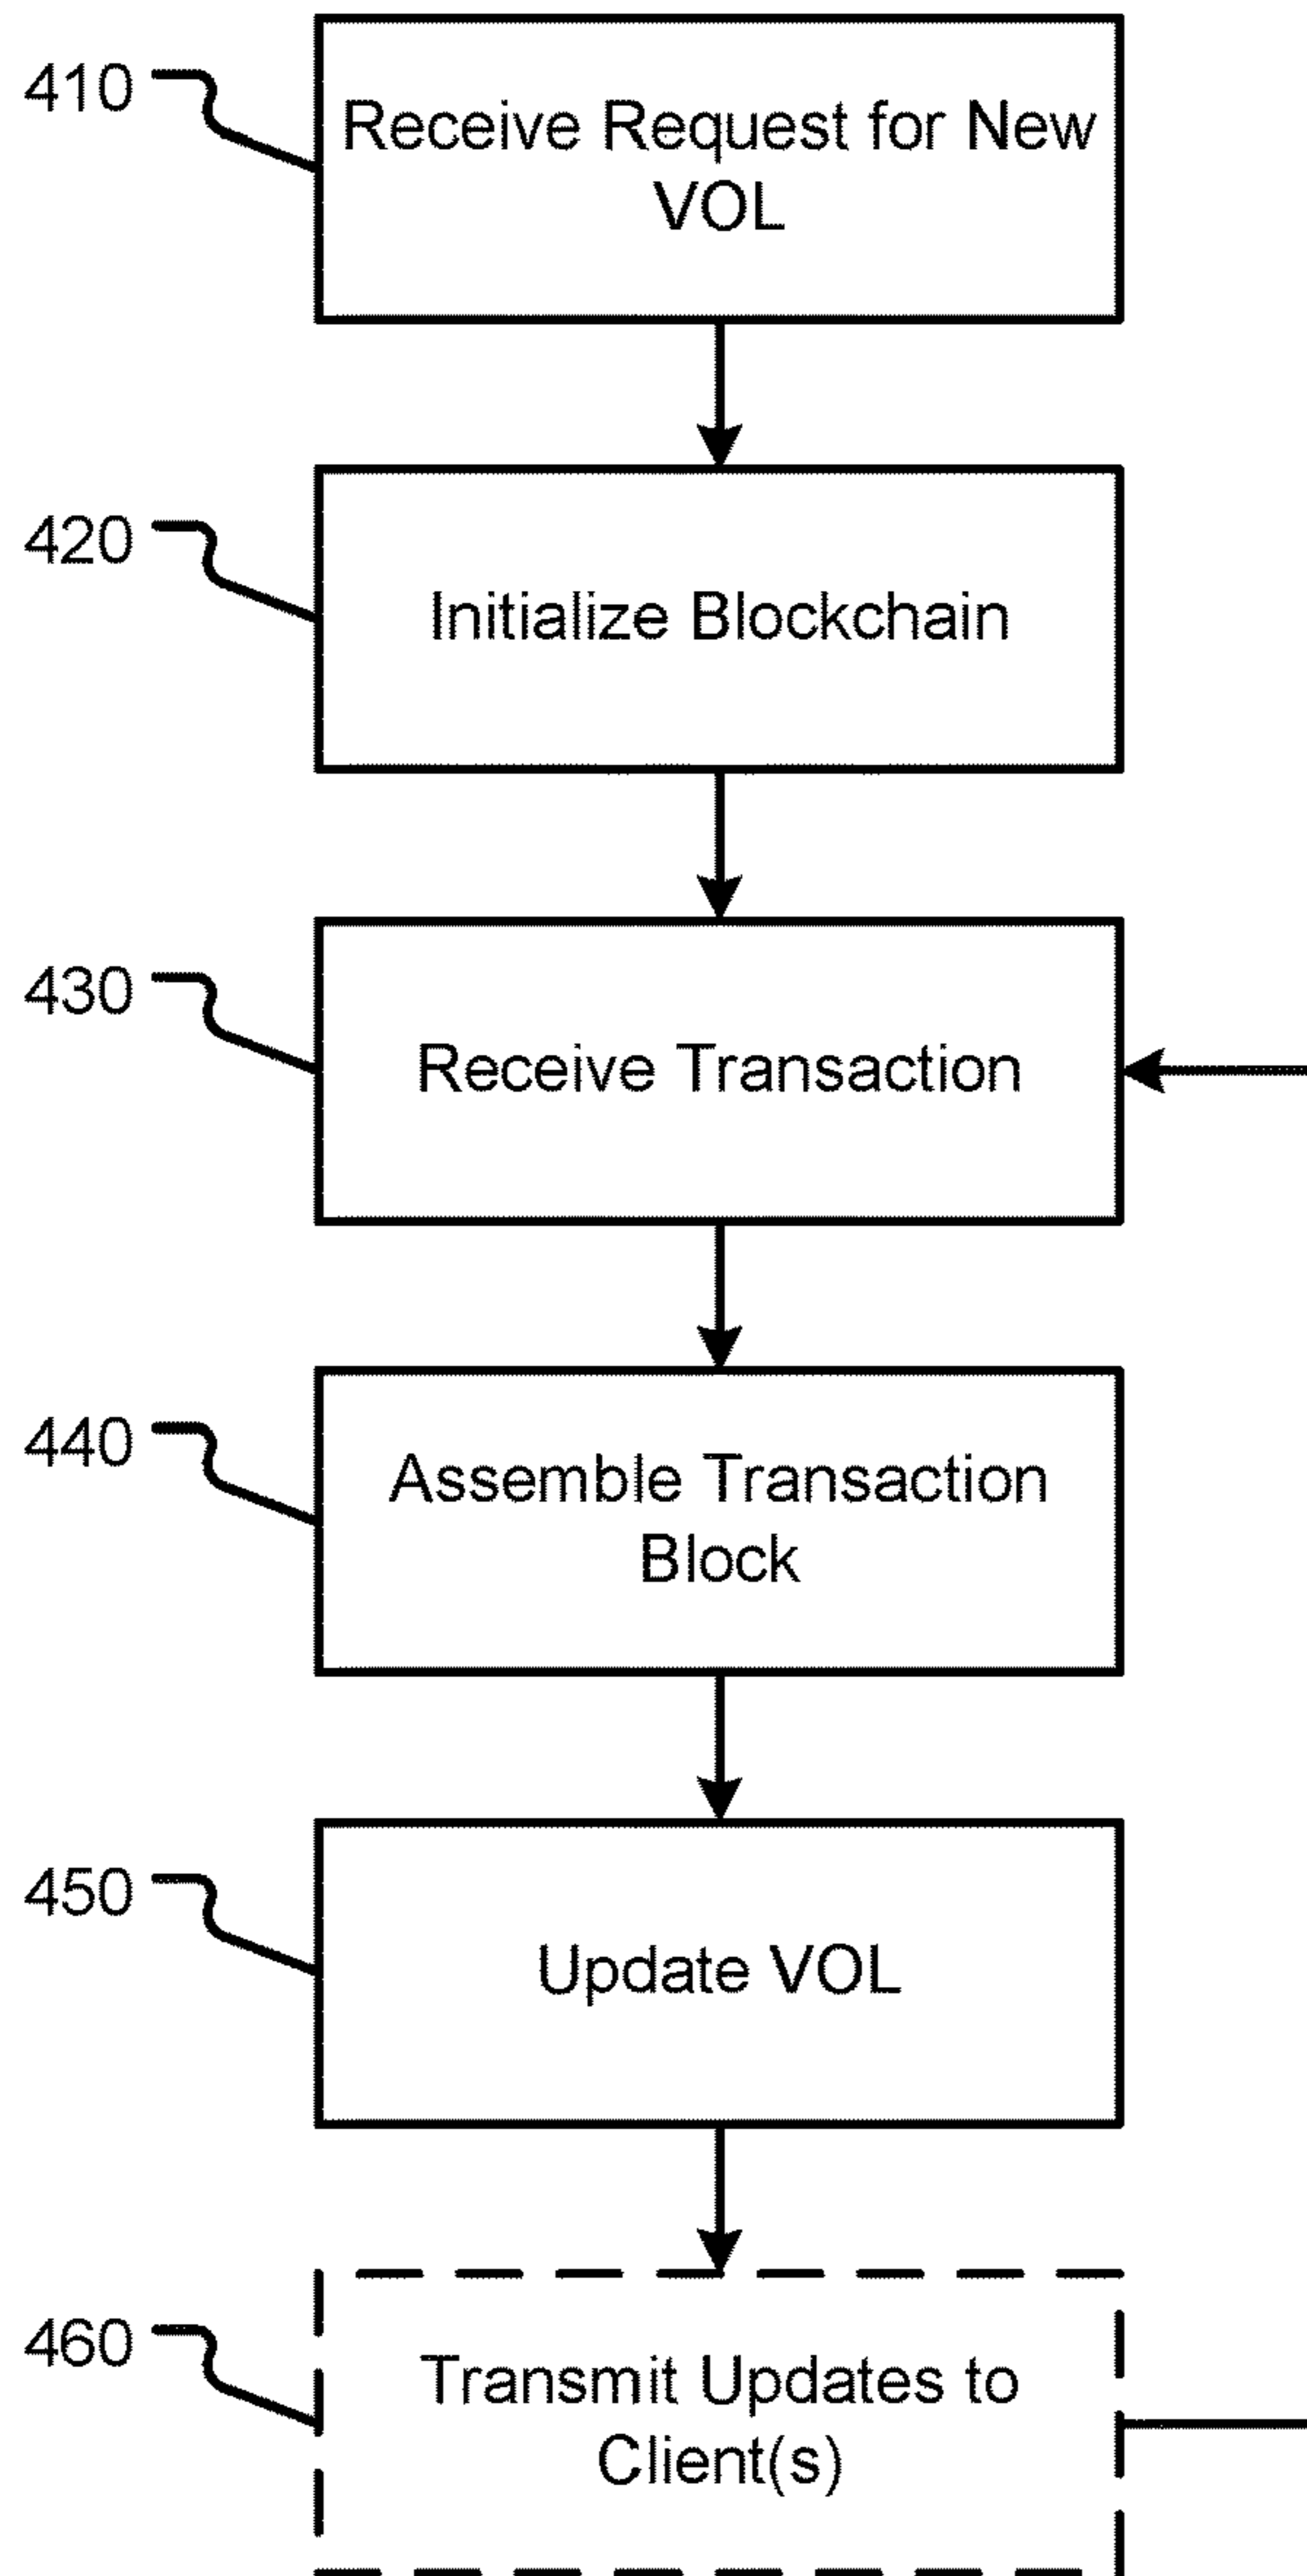 410
Receive Request for New
VOL
420
Initialize Blockchain
430
Receive Transaction
440
Assemble Transaction
Block
450
Update VOL
460
Transmit Updates to
Client(s)